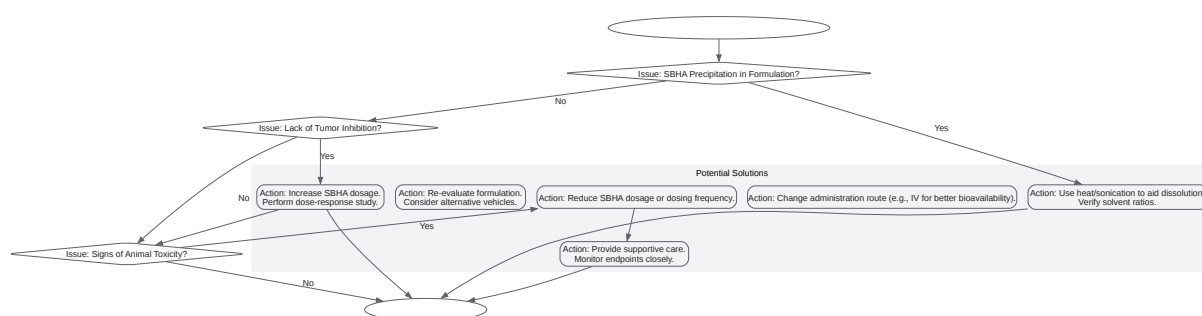 Issue: SBHA Precipitation in Formulation?
No
Yes
Issue: Lack of Tumor Inhibition?
Yes
Potential Solutions
No
Action: Increase SBHA dosage.
Perform dose-response study.
Action: Re-evaluate formulation.
Consider alternative vehicles.
Action: Reduce SBHA dosage or dosing frequency.
Action: Change administration route (e.g., IV for better bioavailability).
Action: Use heat/sonication to aid dissolution
Verify solvent ratios.
Yes
Issue: Signs of Animal Toxicity?
Action: Provide supportive care.
Monitor endpoints closely.
No